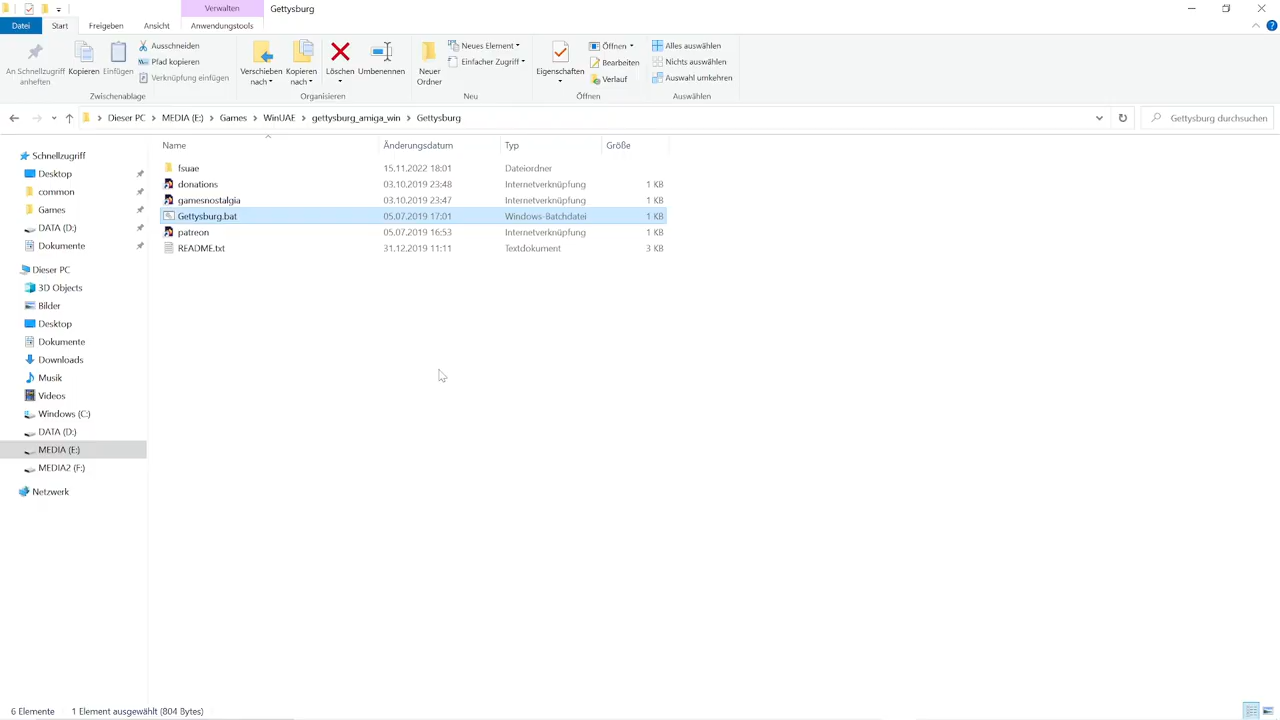 Verwalten
Gettysburg
Datei Start Freigeben Ansicht Anwendungstools
An Schnellzugriff anheften
Kopieren
Einfügen
Ausschneiden
Pfad kopieren
Verknüpfung einfügen
Zwischenablage
Verschieben nach
Kopieren nach
Löschen
Umbenennen
Organisieren
Neuer Ordner
Neues Element
Einfacher Zugriff
Neu
Eigenschaften
Öffnen
Bearbeiten
Verlauf
Öffnen
Alles auswählen
Nichts auswählen
Auswahl umkehren
Auswählen
Dieser PC > MEDIA (E:) > Games > WinUAE > gettysburg_amiga_win > Gettysburg
Gettysburg durchsuchen
Schnellzugriff
Desktop
common
Games
DATA (D:)
Dokumente
Dieser PC
3D Objects
Bilder
Desktop
Dokumente
Downloads
Musik
Videos
Windows (C:)
DATA (D:)
MEDIA (E:)
MEDIA2 (F:)
Netzwerk
Name Änderungsdatum Typ Größe
fsuae 15.11.2022 18:01 Dateiordner
donations 03.10.2019 23:48 Internetverknüpfung 1 KB
gamesnostalgia 03.10.2019 23:47 Internetverknüpfung 1 KB
Gettysburg.bat 05.07.2019 17:01 Windows-Batchdatei 1 KB
patreon 05.07.2019 16:53 Internetverknüpfung 1 KB
README.txt 31.12.2019 11:11 Textdokument 3 KB
6 Elemente 1 Element ausgewählt (804 Bytes)